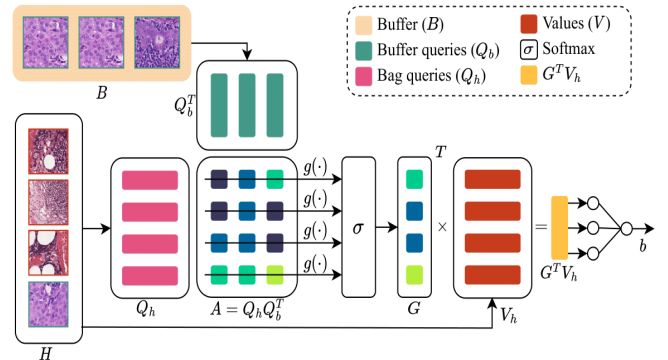 Buffer (B)
Buffer queries (Q_b)
Bag queries (Q_h)
Values (V)
σ Softmax
G^T V_h
B
Q_b^T
g(·)
g(·)
g(·)
g(·)
σ
T
×
=
H
Q_h
A = Q_h Q_b^T
G
V_h
G^T V_h
b